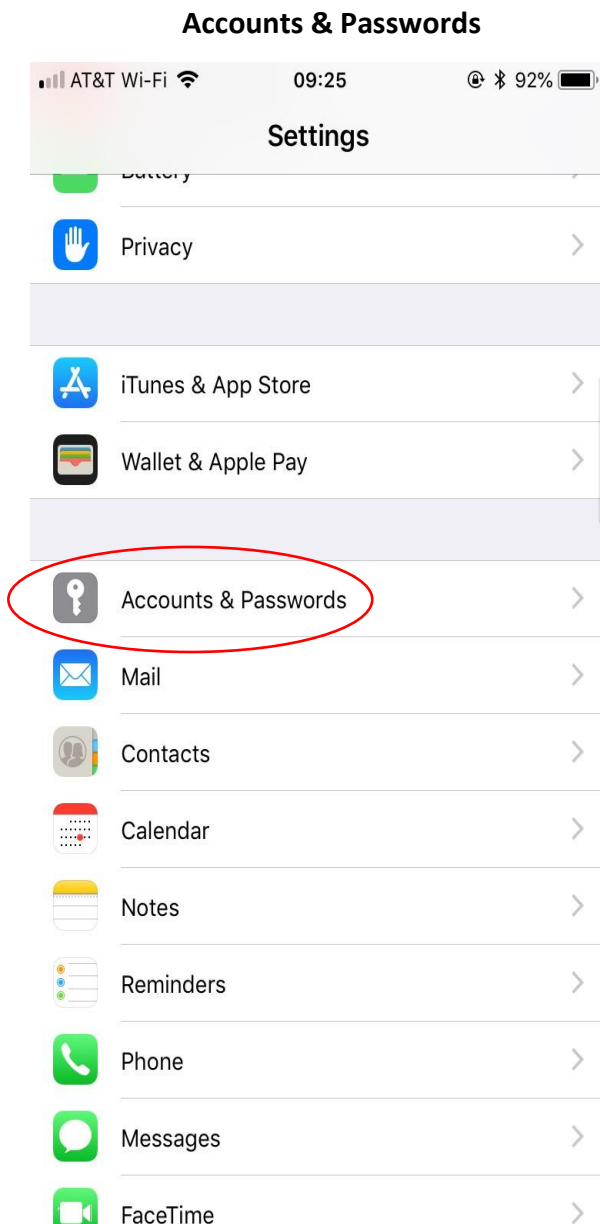 Accounts & Passwords
AT&T Wi-Fi 09:25 92%
Settings
Battery
Privacy
iTunes & App Store
Wallet & Apple Pay
Accounts & Passwords
Mail
Contacts
Calendar
Notes
Reminders
Phone
Messages
FaceTime